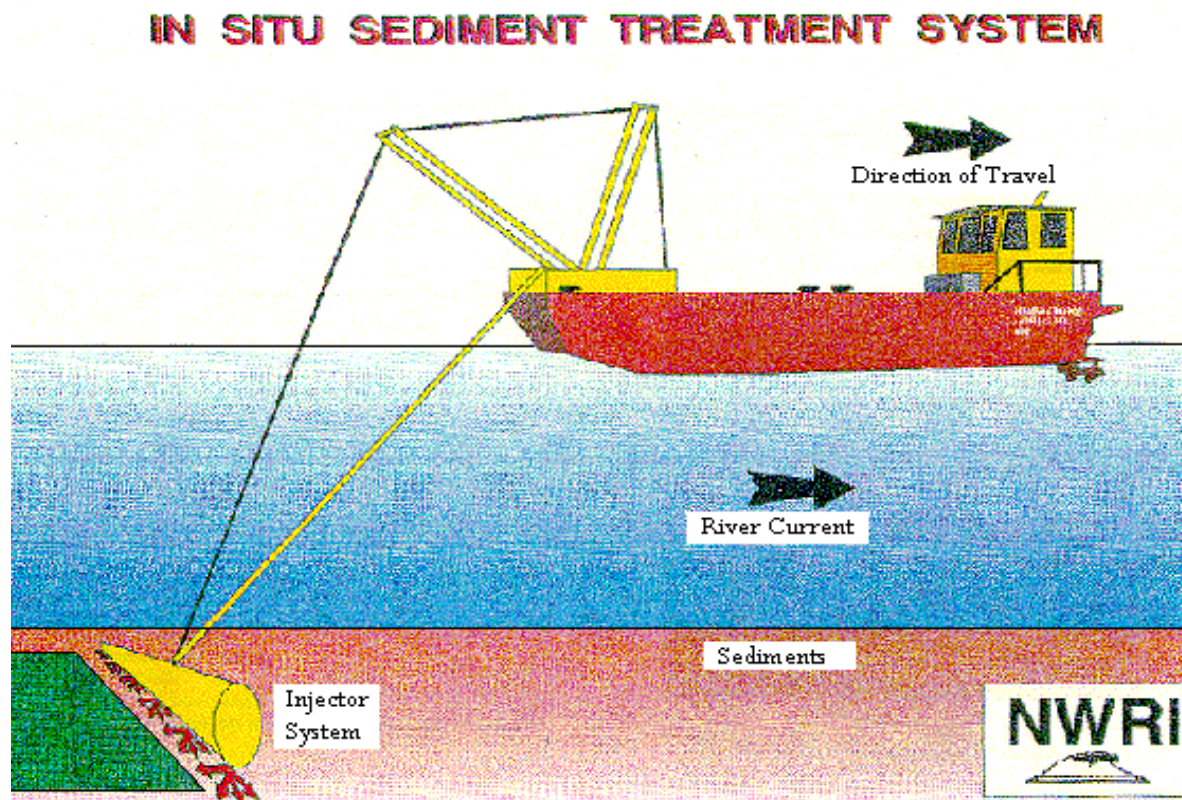 IN SITU SEDIMENT TREATMENT SYSTEM
Direction of Travel
River Current
Sediments
Injector
System
NWRI